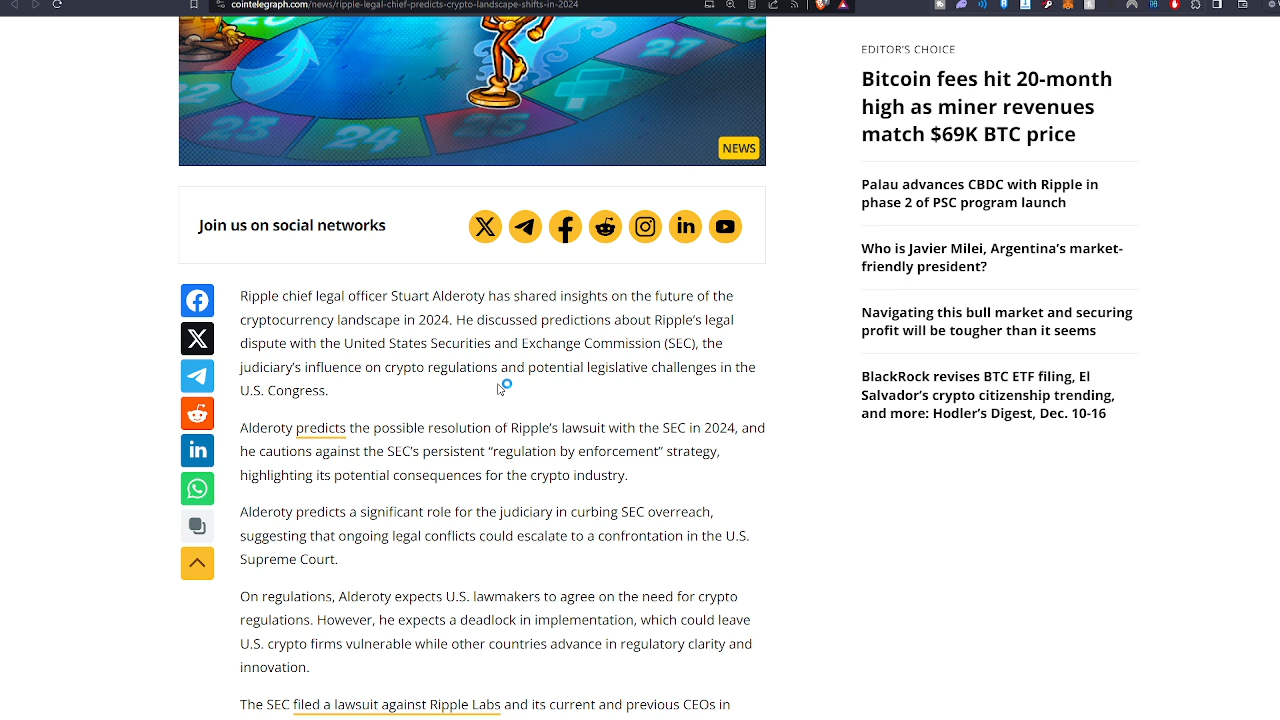 cointelegraph.com/news/ripple-legal-chief-predicts-crypto-landscape-shifts-in-2024
22
23
24
25
27
NEWS
Join us on social networks
Ripple chief legal officer Stuart Alderoty has shared insights on the future of the
cryptocurrency landscape in 2024. He discussed predictions about Ripple’s legal
dispute with the United States Securities and Exchange Commission (SEC), the
judiciary’s influence on crypto regulations and potential legislative challenges in the
U.S. Congress.
Alderoty predicts the possible resolution of Ripple’s lawsuit with the SEC in 2024, and
he cautions against the SEC’s persistent “regulation by enforcement” strategy,
highlighting its potential consequences for the crypto industry.
Alderoty predicts a significant role for the judiciary in curbing SEC overreach,
suggesting that ongoing legal conflicts could escalate to a confrontation in the U.S.
Supreme Court.
On regulations, Alderoty expects U.S. lawmakers to agree on the need for crypto
regulations. However, he expects a deadlock in implementation, which could leave
U.S. crypto firms vulnerable while other countries advance in regulatory clarity and
innovation.
The SEC filed a lawsuit against Ripple Labs and its current and previous CEOs in
EDITOR’S CHOICE
Bitcoin fees hit 20-month
high as miner revenues
match $69K BTC price
Palau advances CBDC with Ripple in
phase 2 of PSC program launch
Who is Javier Milei, Argentina’s market-
friendly president?
Navigating this bull market and securing
profit will be tougher than it seems
BlackRock revises BTC ETF filing, El
Salvador’s crypto citizenship trending,
and more: Hodler’s Digest, Dec. 10-16